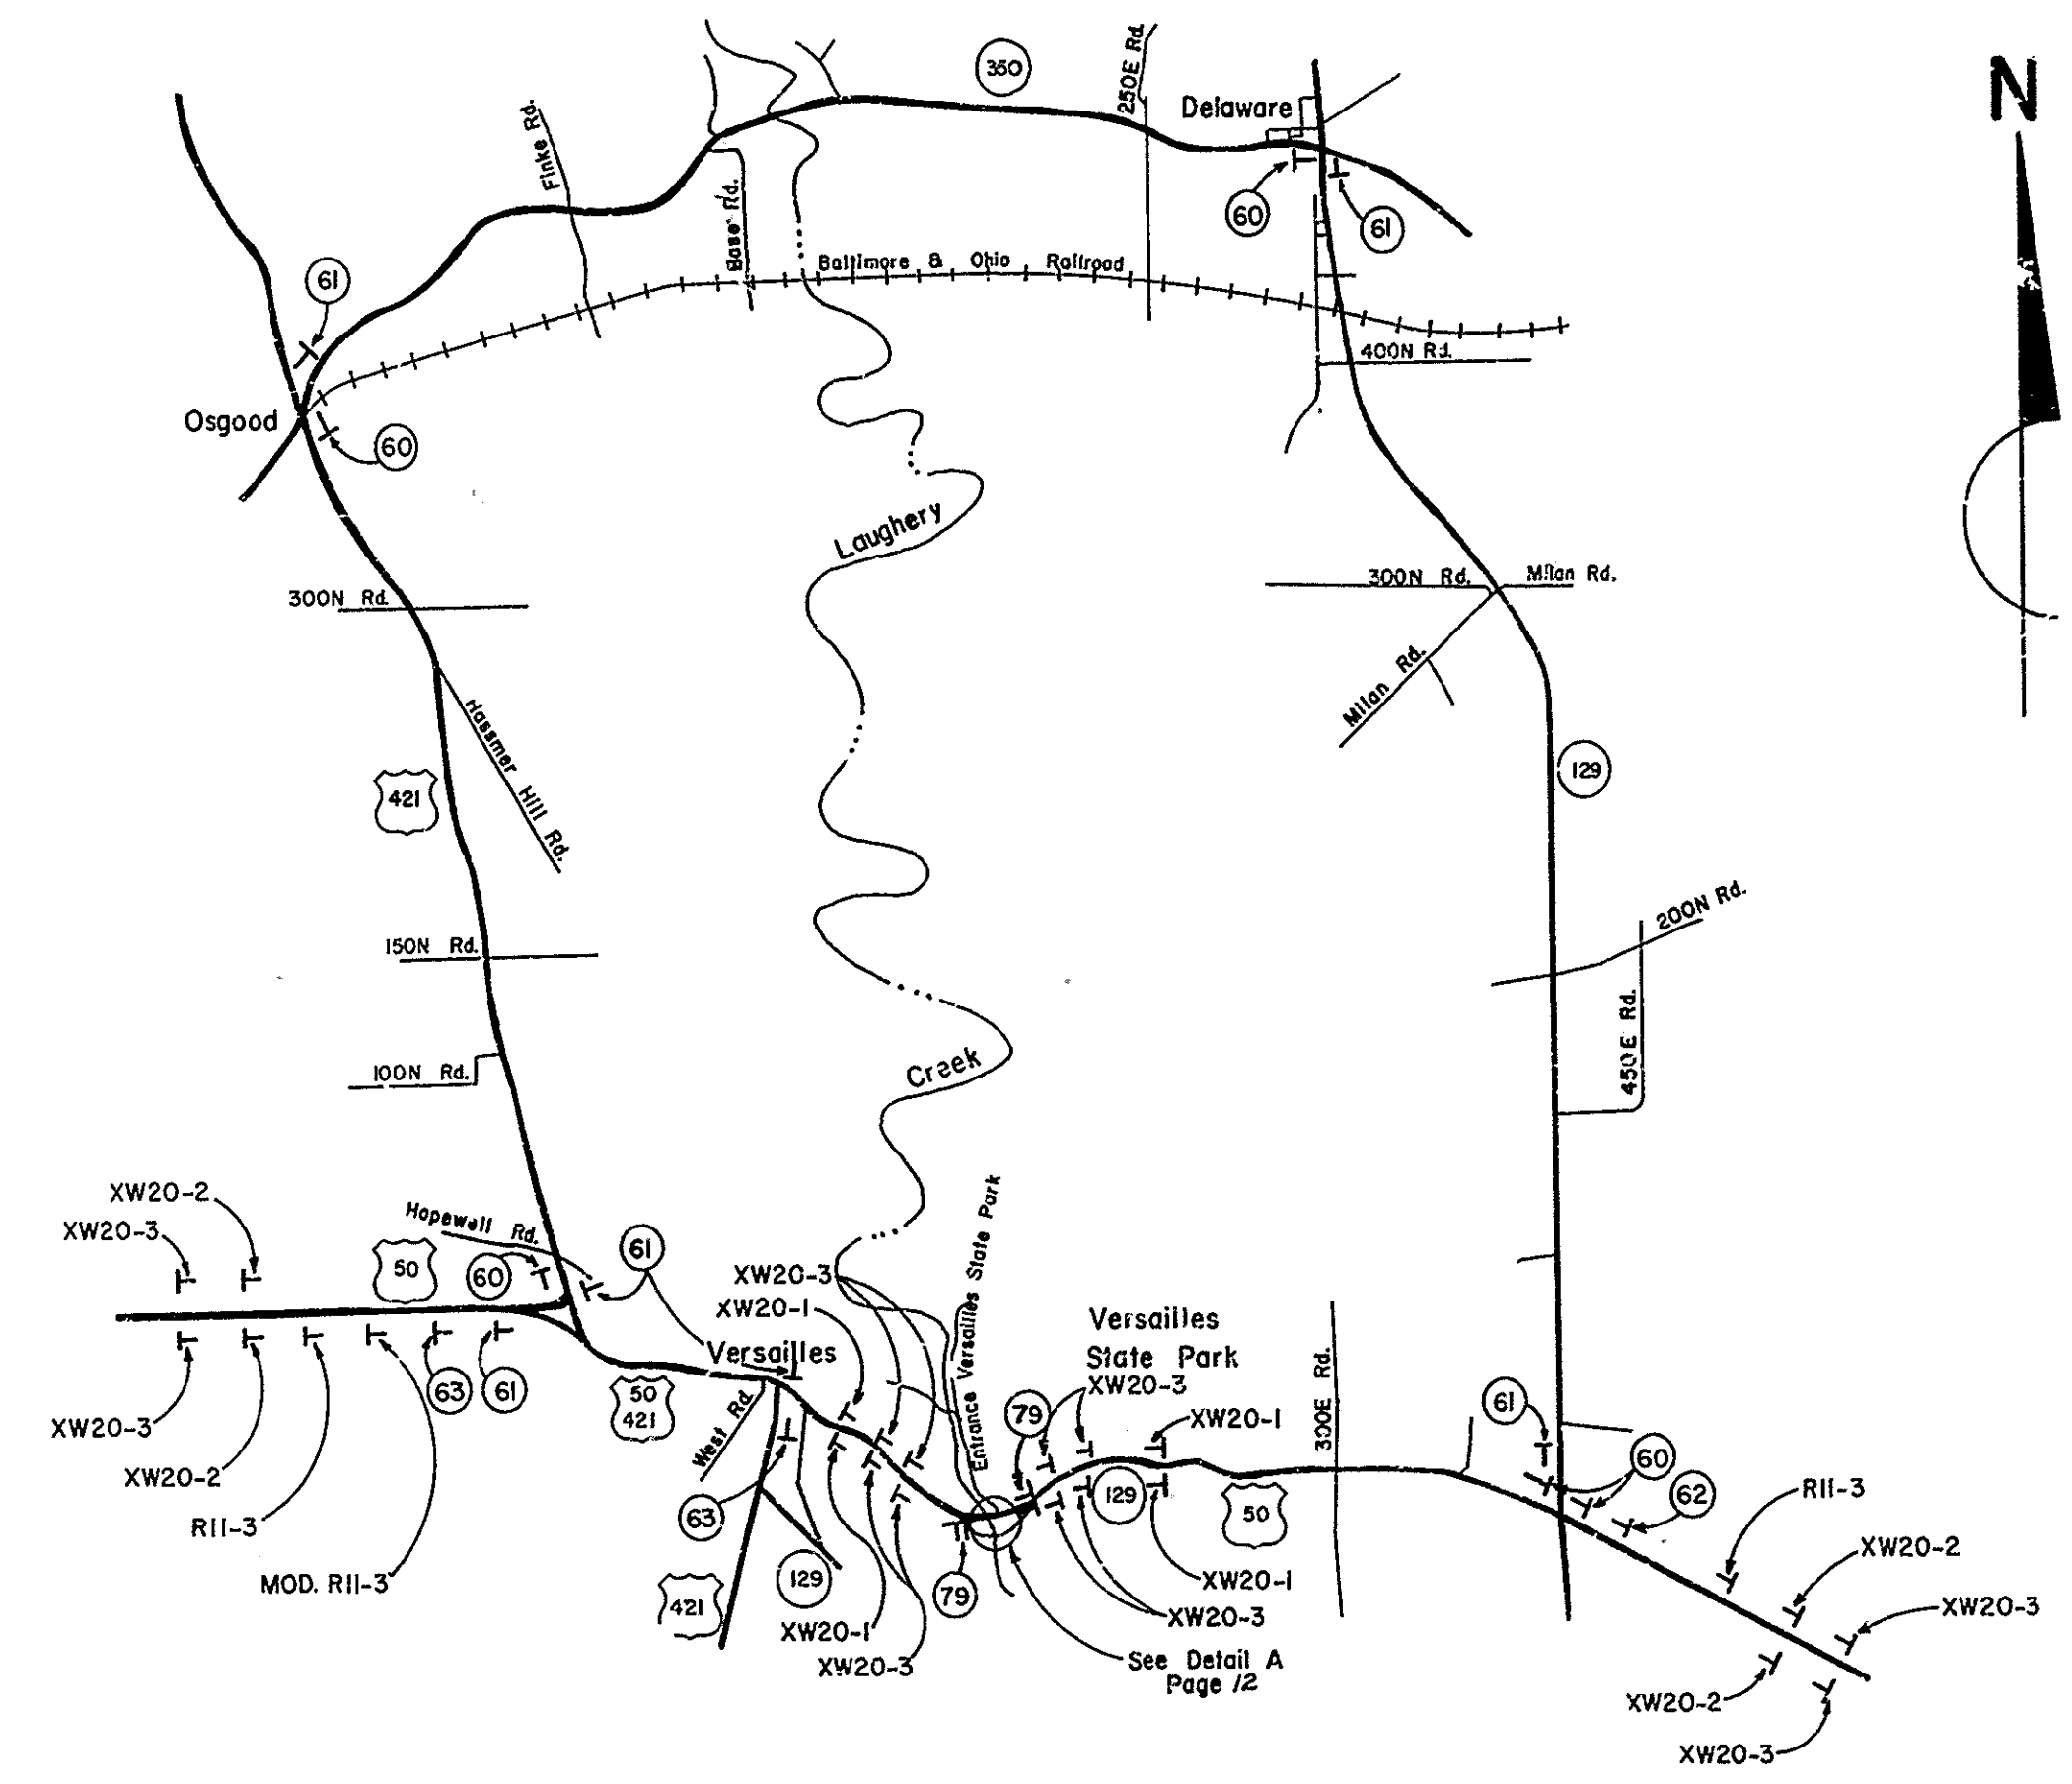 350
250E Rd.
Delaware
N
Finke Rd.
Base Rd.
60
61
61
Baltimore & Ohio Railroad
400N Rd.
Osgood
60
Laughery
300N Rd.
300N Rd.
Milan Rd.
Milan Rd.
Hassmer Hill Rd.
421
129
200N Rd.
150N Rd.
450E Rd.
Creek
100N Rd.
XW20-2
XW20-3
Hopewell Rd.
50
60
61
Entrance Versailles State Park
XW20-3
XW20-1
Versailles
Versailles
State Park
XW20-3
300E Rd.
63
61
50
421
West Rd.
79
XW20-1
61
60
62
R11-3
XW20-3
XW20-2
R11-3
MOD. R11-3
63
129
50
129
421
79
XW20-1
XW20-3
XW20-1
XW20-3
See Detail A
Page 12
XW20-2
XW20-3
XW20-2
XW20-3